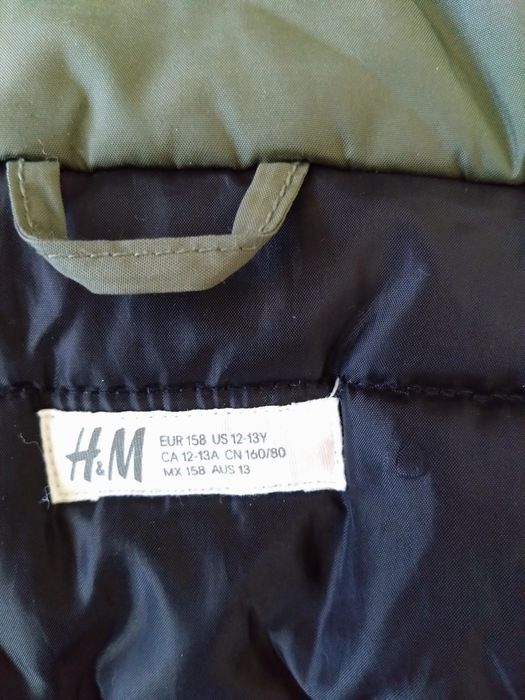 H&M
EUR 158 US 12-13Y
CA 12-13A CN 160/80
MX 158 AUS 13